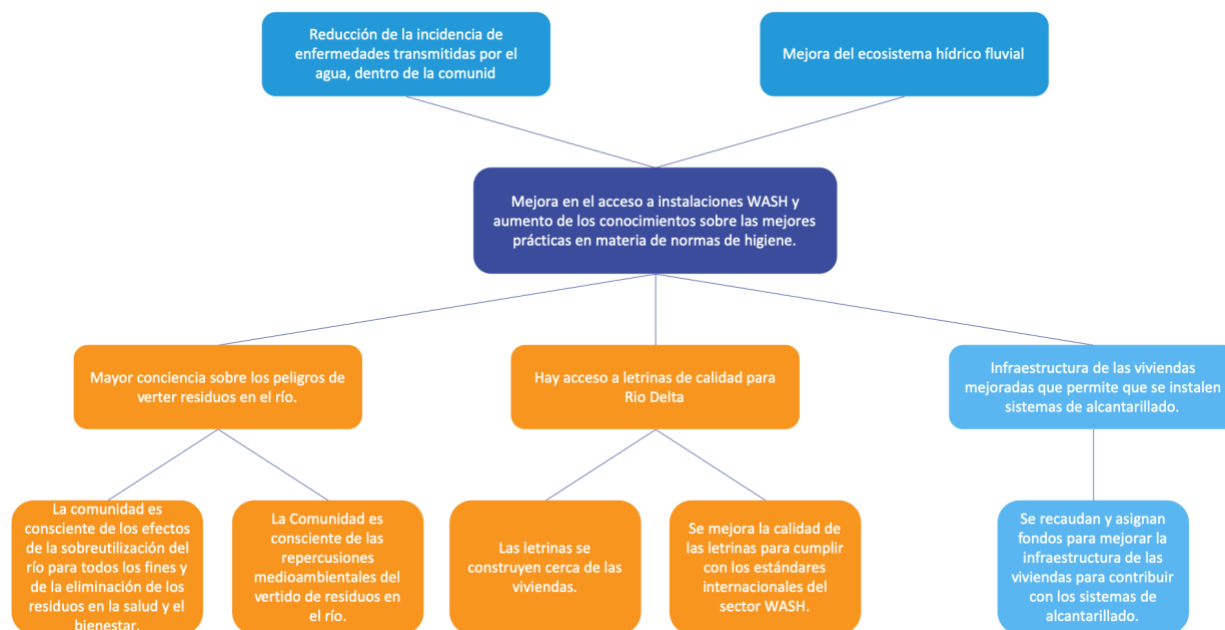 Reducción de la incidencia de
enfermedades transmitidas por el
agua, dentro de la comunid
Mejora del ecosistema hídrico fluvial
Mejora en el acceso a instalaciones WASH y
aumento de los conocimientos sobre las mejores
prácticas en materia de normas de higiene.
Mayor conciencia sobre los peligros de
verter residuos en el río.
Hay acceso a letrinas de calidad para
Rio Delta
Infraestructura de las viviendas
mejoradas que permite que se instalen
sistemas de alcantarillado.
La comunidad es
consciente de los efectos
de la sobreutilización del
río para todos los fines y
de la eliminación de los
residuos en la salud y el
bienestar.
La Comunidad es
consciente de las
repercusiones
medioambientales del
vertido de residuos en
el río.
Las letrinas se
construyen cerca de las
viviendas.
Se mejora la calidad de
las letrinas para cumplir
con los estándares
internacionales del
sector WASH.
Se recaudan y asignan
fondos para mejorar la
infraestructura de las
viviendas para contribuir
con los sistemas de
alcantarillado.